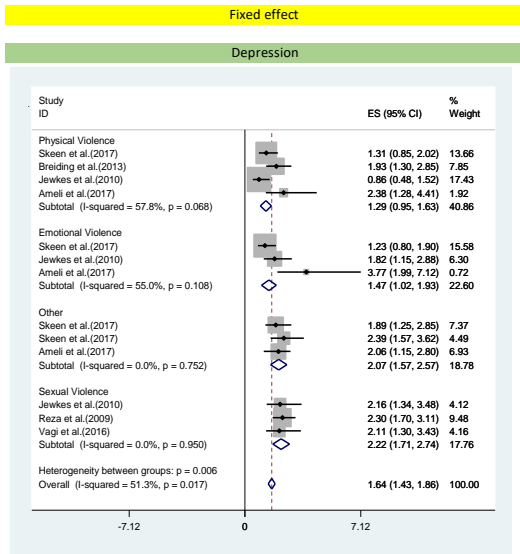 Fixed effect
Depression
Study % 
ID ES (95% CI) Weight
Physical Violence
Skeen et al.(2017) 1.31 (0.85, 2.02) 13.66
Breiding et al.(2013) 1.93 (1.30, 2.85) 7.85
Jewkes et al.(2010) 0.86 (0.48, 1.52) 17.43
Ameli et al.(2017) 2.38 (1.28, 4.41) 1.92
Subtotal (I-squared = 57.8%, p = 0.068) 1.29 (0.95, 1.63) 40.86
Emotional Violence
Skeen et al.(2017) 1.23 (0.80, 1.90) 15.58
Jewkes et al.(2010) 1.82 (1.15, 2.88) 6.30
Ameli et al.(2017) 3.77 (1.99, 7.12) 0.72
Subtotal (I-squared = 55.0%, p = 0.108) 1.47 (1.02, 1.93) 22.60
Other
Skeen et al.(2017) 1.89 (1.25, 2.85) 7.37
Skeen et al.(2017) 2.39 (1.57, 3.62) 4.49
Ameli et al.(2017) 2.06 (1.15, 2.80) 6.93
Subtotal (I-squared = 0.0%, p = 0.752) 2.07 (1.57, 2.57) 18.78
Sexual Violence
Jewkes et al.(2010) 2.16 (1.34, 3.48) 4.12
Reza et al.(2009) 2.30 (1.70, 3.11) 9.48
Vagi et al.(2016) 2.11 (1.30, 3.43) 4.16
Subtotal (I-squared = 0.0%, p = 0.950) 2.22 (1.71, 2.74) 17.76
Heterogeneity between groups: p = 0.006
Overall (I-squared = 51.3%, p = 0.017) 1.64 (1.43, 1.86) 100.00
-7.12 0 7.12